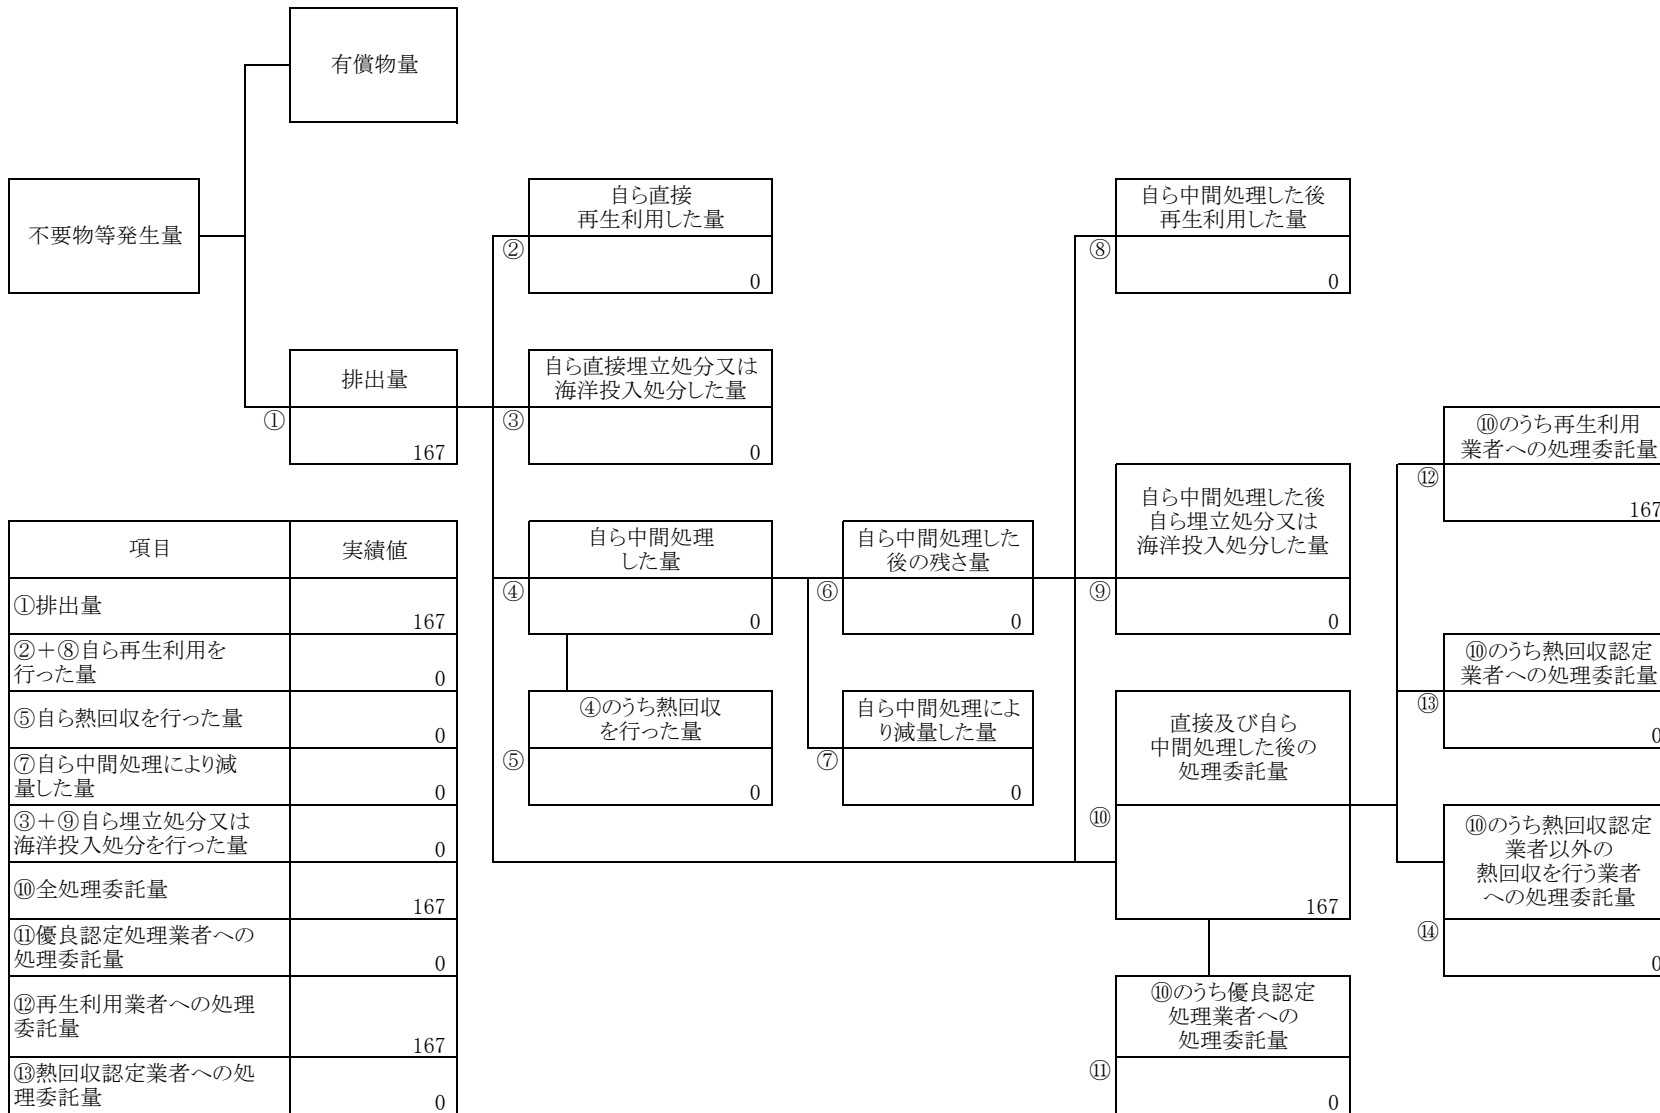 有償物量
不要物等発生量
自ら直接
再生利用した量
②
0
自ら中間処理した後
再生利用した量
⑧
0
排出量
①
167
自ら直接埋立処分又は
海洋投入処分した量
③
0
⑩のうち再生利用
業者への処理委託量
⑫
167
自ら中間処理
した量
④
0
自ら中間処理した
後の残さ量
⑥
0
自ら中間処理した後
自ら埋立処分又は
海洋投入処分した量
⑨
0
⑩のうち熱回収認定
業者への処理委託量
⑬
0
④のうち熱回収
を行った量
⑤
0
自ら中間処理によ
り減量した量
⑦
0
直接及び自ら
中間処理した後の
処理委託量
⑩
167
⑩のうち熱回収認定
業者以外の
熱回収を行う業者
への処理委託量
⑭
0
⑩のうち優良認定
処理業者への
処理委託量
⑪
0
項目 実績値
①排出量 167
②＋⑧自ら再生利用を
行った量 0
⑤自ら熱回収を行った量 0
⑦自ら中間処理により減
量した量 0
③＋⑨自ら埋立処分又は
海洋投入処分を行った量 0
⑩全処理委託量 167
⑪優良認定処理業者への
処理委託量 0
⑫再生利用業者への処理
委託量 167
⑬熱回収認定業者への処
理委託量 0